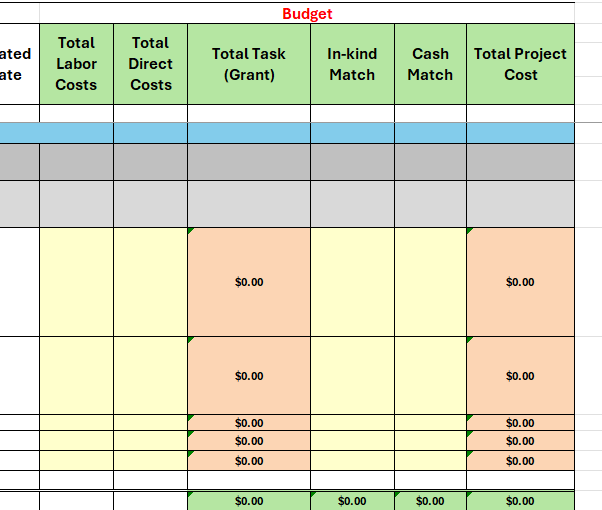 Budget
ated
ate
Total
Labor
Costs
Total
Direct
Costs
Total Task
(Grant)
In-kind
Match
Cash
Match
Total Project
Cost
$0.00 $0.00
$0.00 $0.00
$0.00 $0.00
$0.00 $0.00
$0.00 $0.00
$0.00 $0.00 $0.00 $0.00